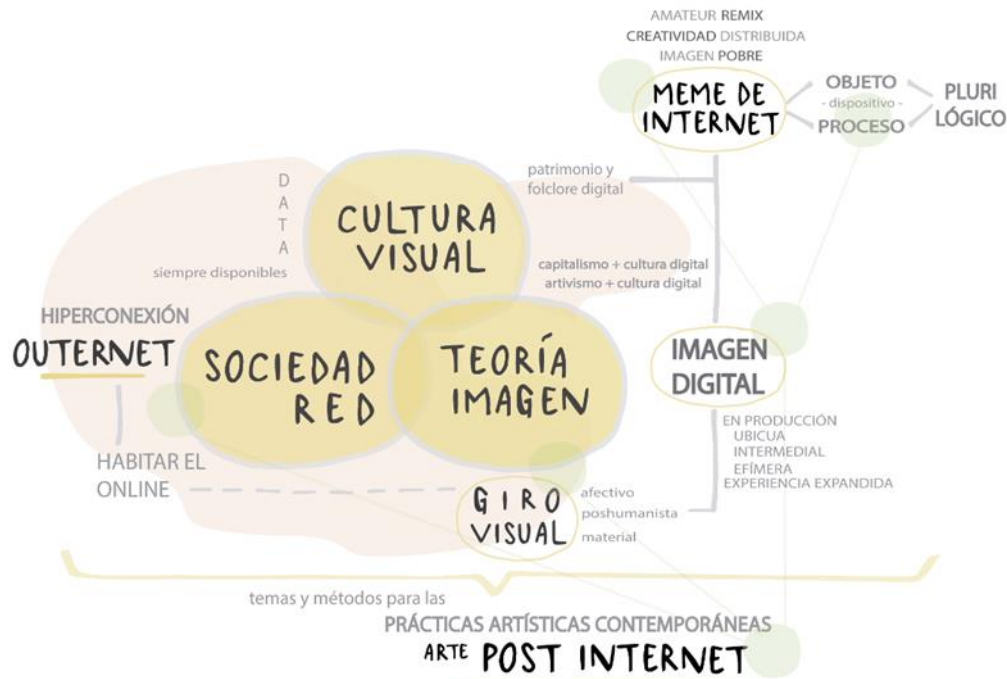 AMATEUR REMIX
CREATIVIDAD DISTRIBUIDA
IMAGEN POBRE
MEME DE
INTERNET
OBJETO
- dispositivo -
PROCESO
PLURI
LÓGICO
patrimonio y
folclore digital
DATA
siempre disponibles
CULTURA
VISUAL
capitalismo + cultura digital
artivismo + cultura digital
HIPERCONEXIÓN
OUTERNET
SOCIEDAD
RED
TEORÍA
IMAGEN
IMAGEN
DIGITAL
EN PRODUCCIÓN
UBICUA
INTERMEDIAL
EFÍMERA
EXPERIENCIA EXPANDIDA
HABITAR EL
ONLINE
GIRO
VISUAL
afectivo
poshumanista
material
temas y métodos para las
PRÁCTICAS ARTÍSTICAS CONTEMPORÁNEAS
ARTE POST INTERNET